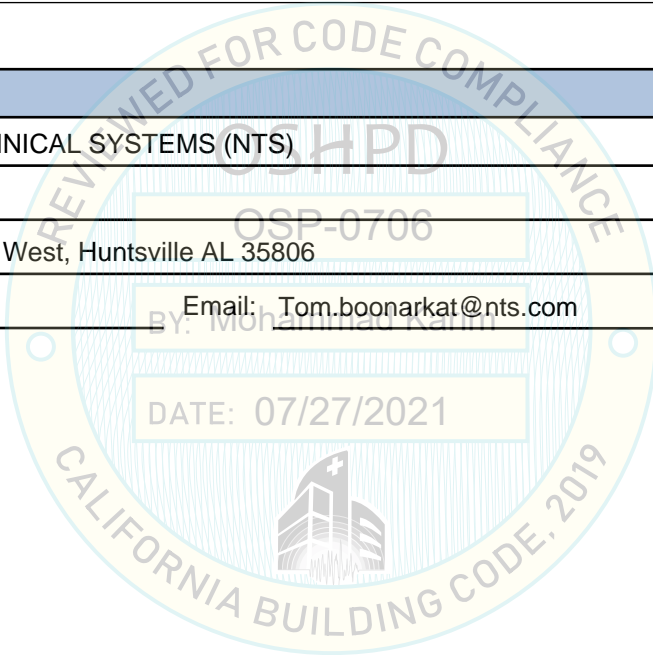 REVIEWED FOR CODE COMPLIANCE
HNICAL SYSTEMS (NTS)
OSHPD
OSP-0706
West, Huntsville AL 35806
Email: Tom.boonarkat@nts.com
BY: Mohammad Karim
DATE: 07/27/2021
CALIFORNIA BUILDING CODE, 2019